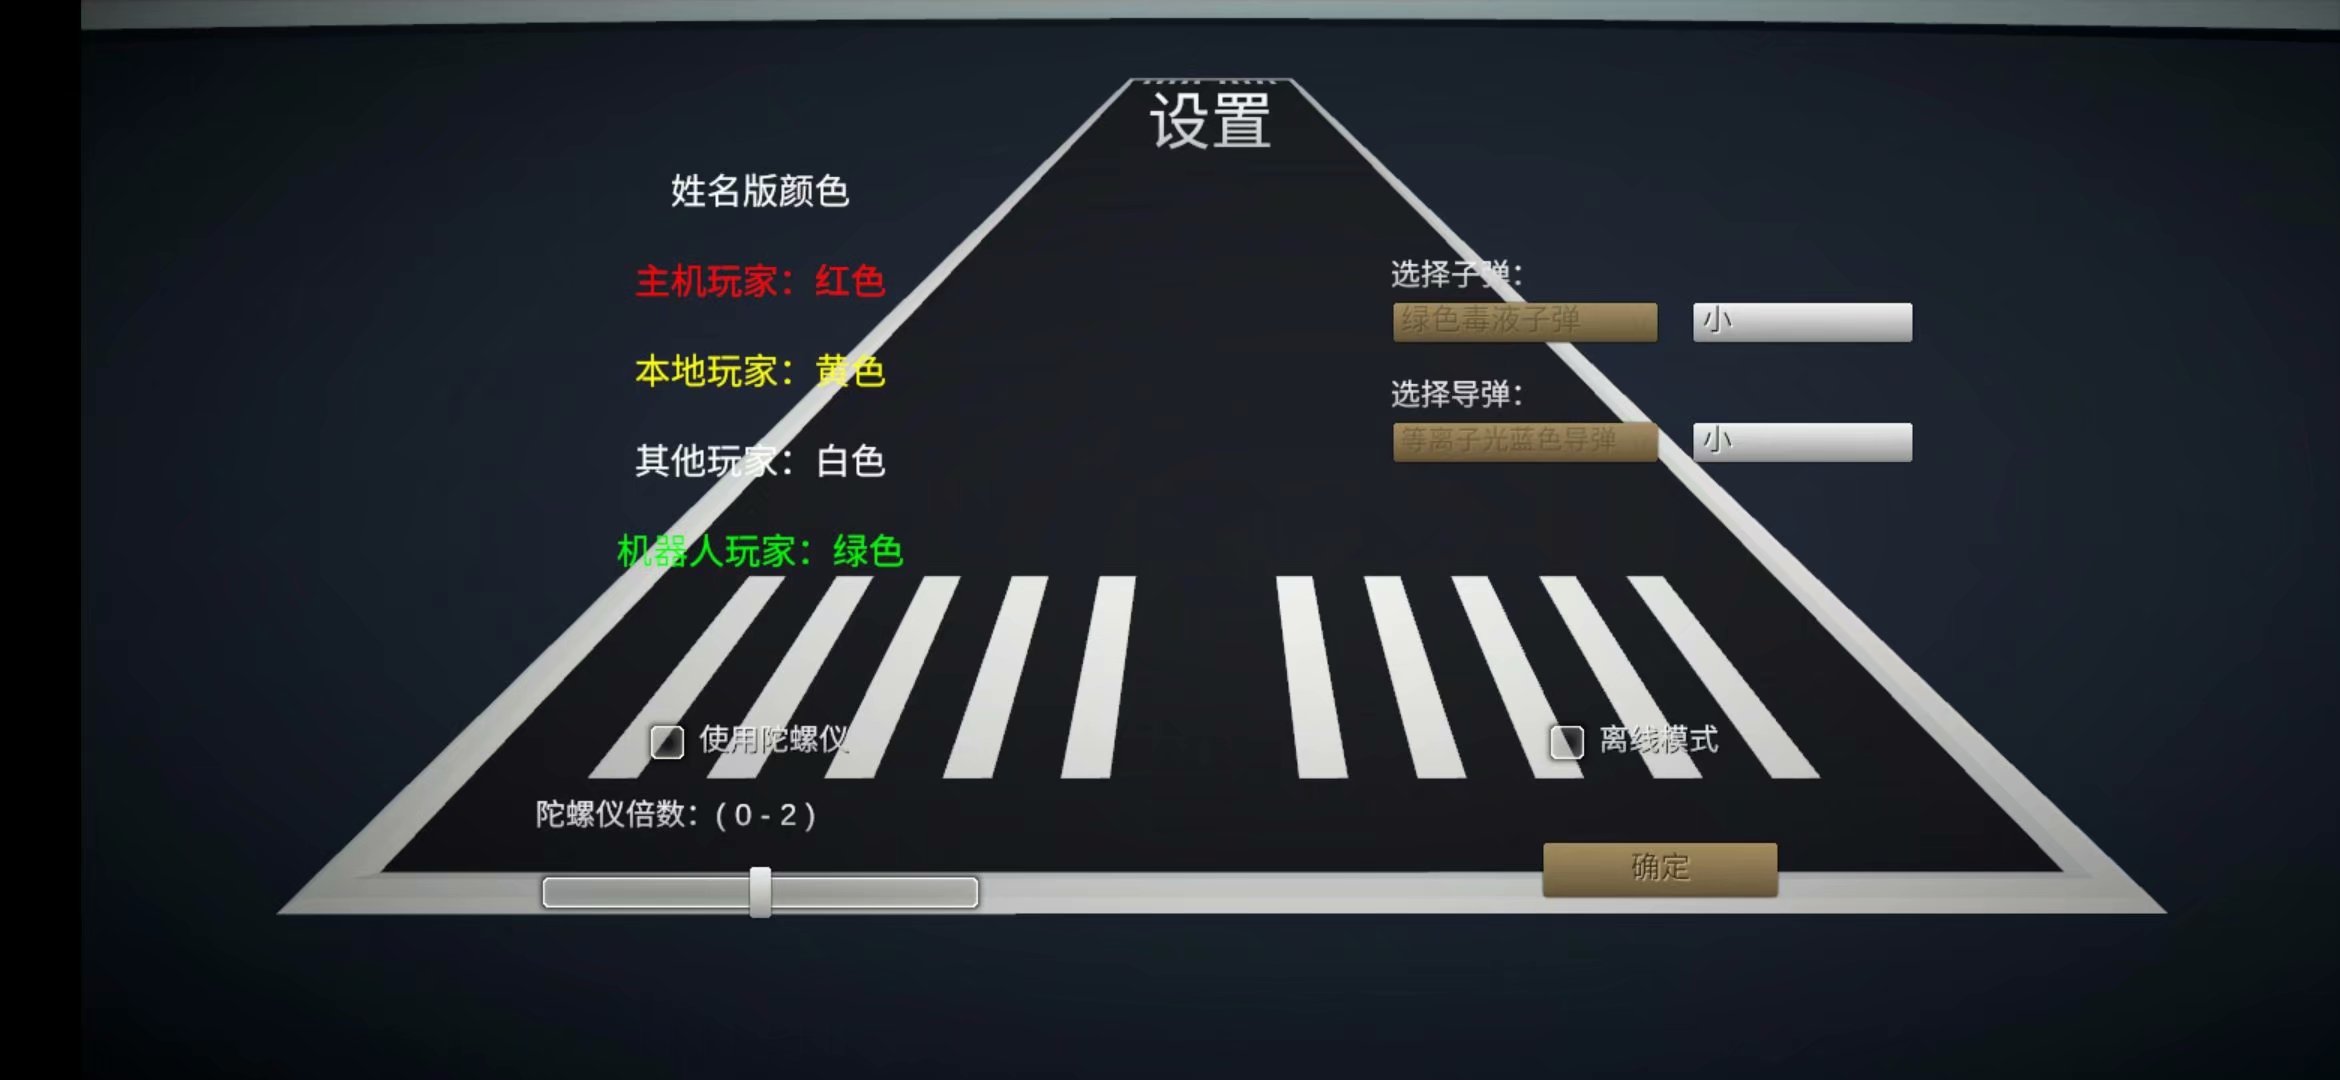 设置
姓名版颜色
主机玩家：红色
本地玩家：黄色
其他玩家：白色
机器人玩家：绿色
选择子弹：
绿色毒液子弹
小
选择导弹：
等离子光蓝色导弹
小
使用陀螺仪
离线模式
陀螺仪倍数：( 0 - 2 )
确定